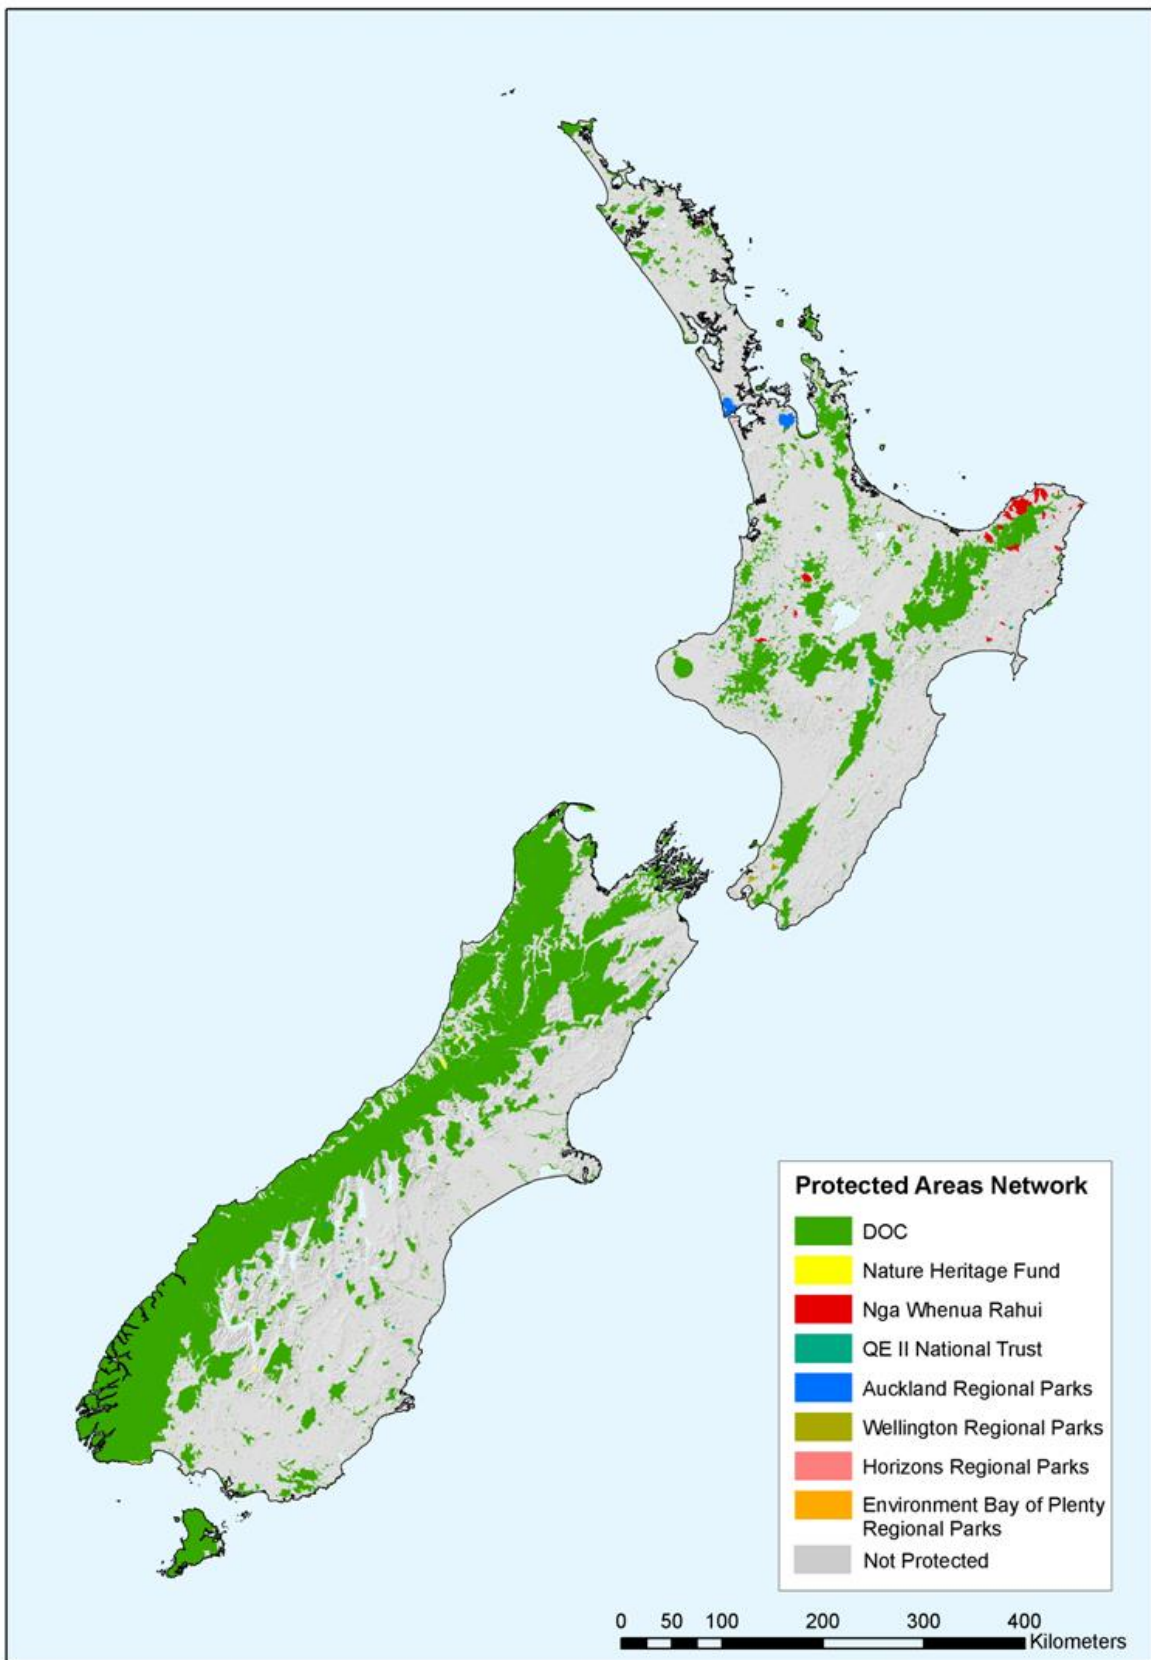 Protected Areas Network
DOC
Nature Heritage Fund
Nga Whenua Rahui
QE II National Trust
Auckland Regional Parks
Wellington Regional Parks
Horizons Regional Parks
Environment Bay of Plenty
Regional Parks
Not Protected
0 50 100 200 300 400
Kilometers